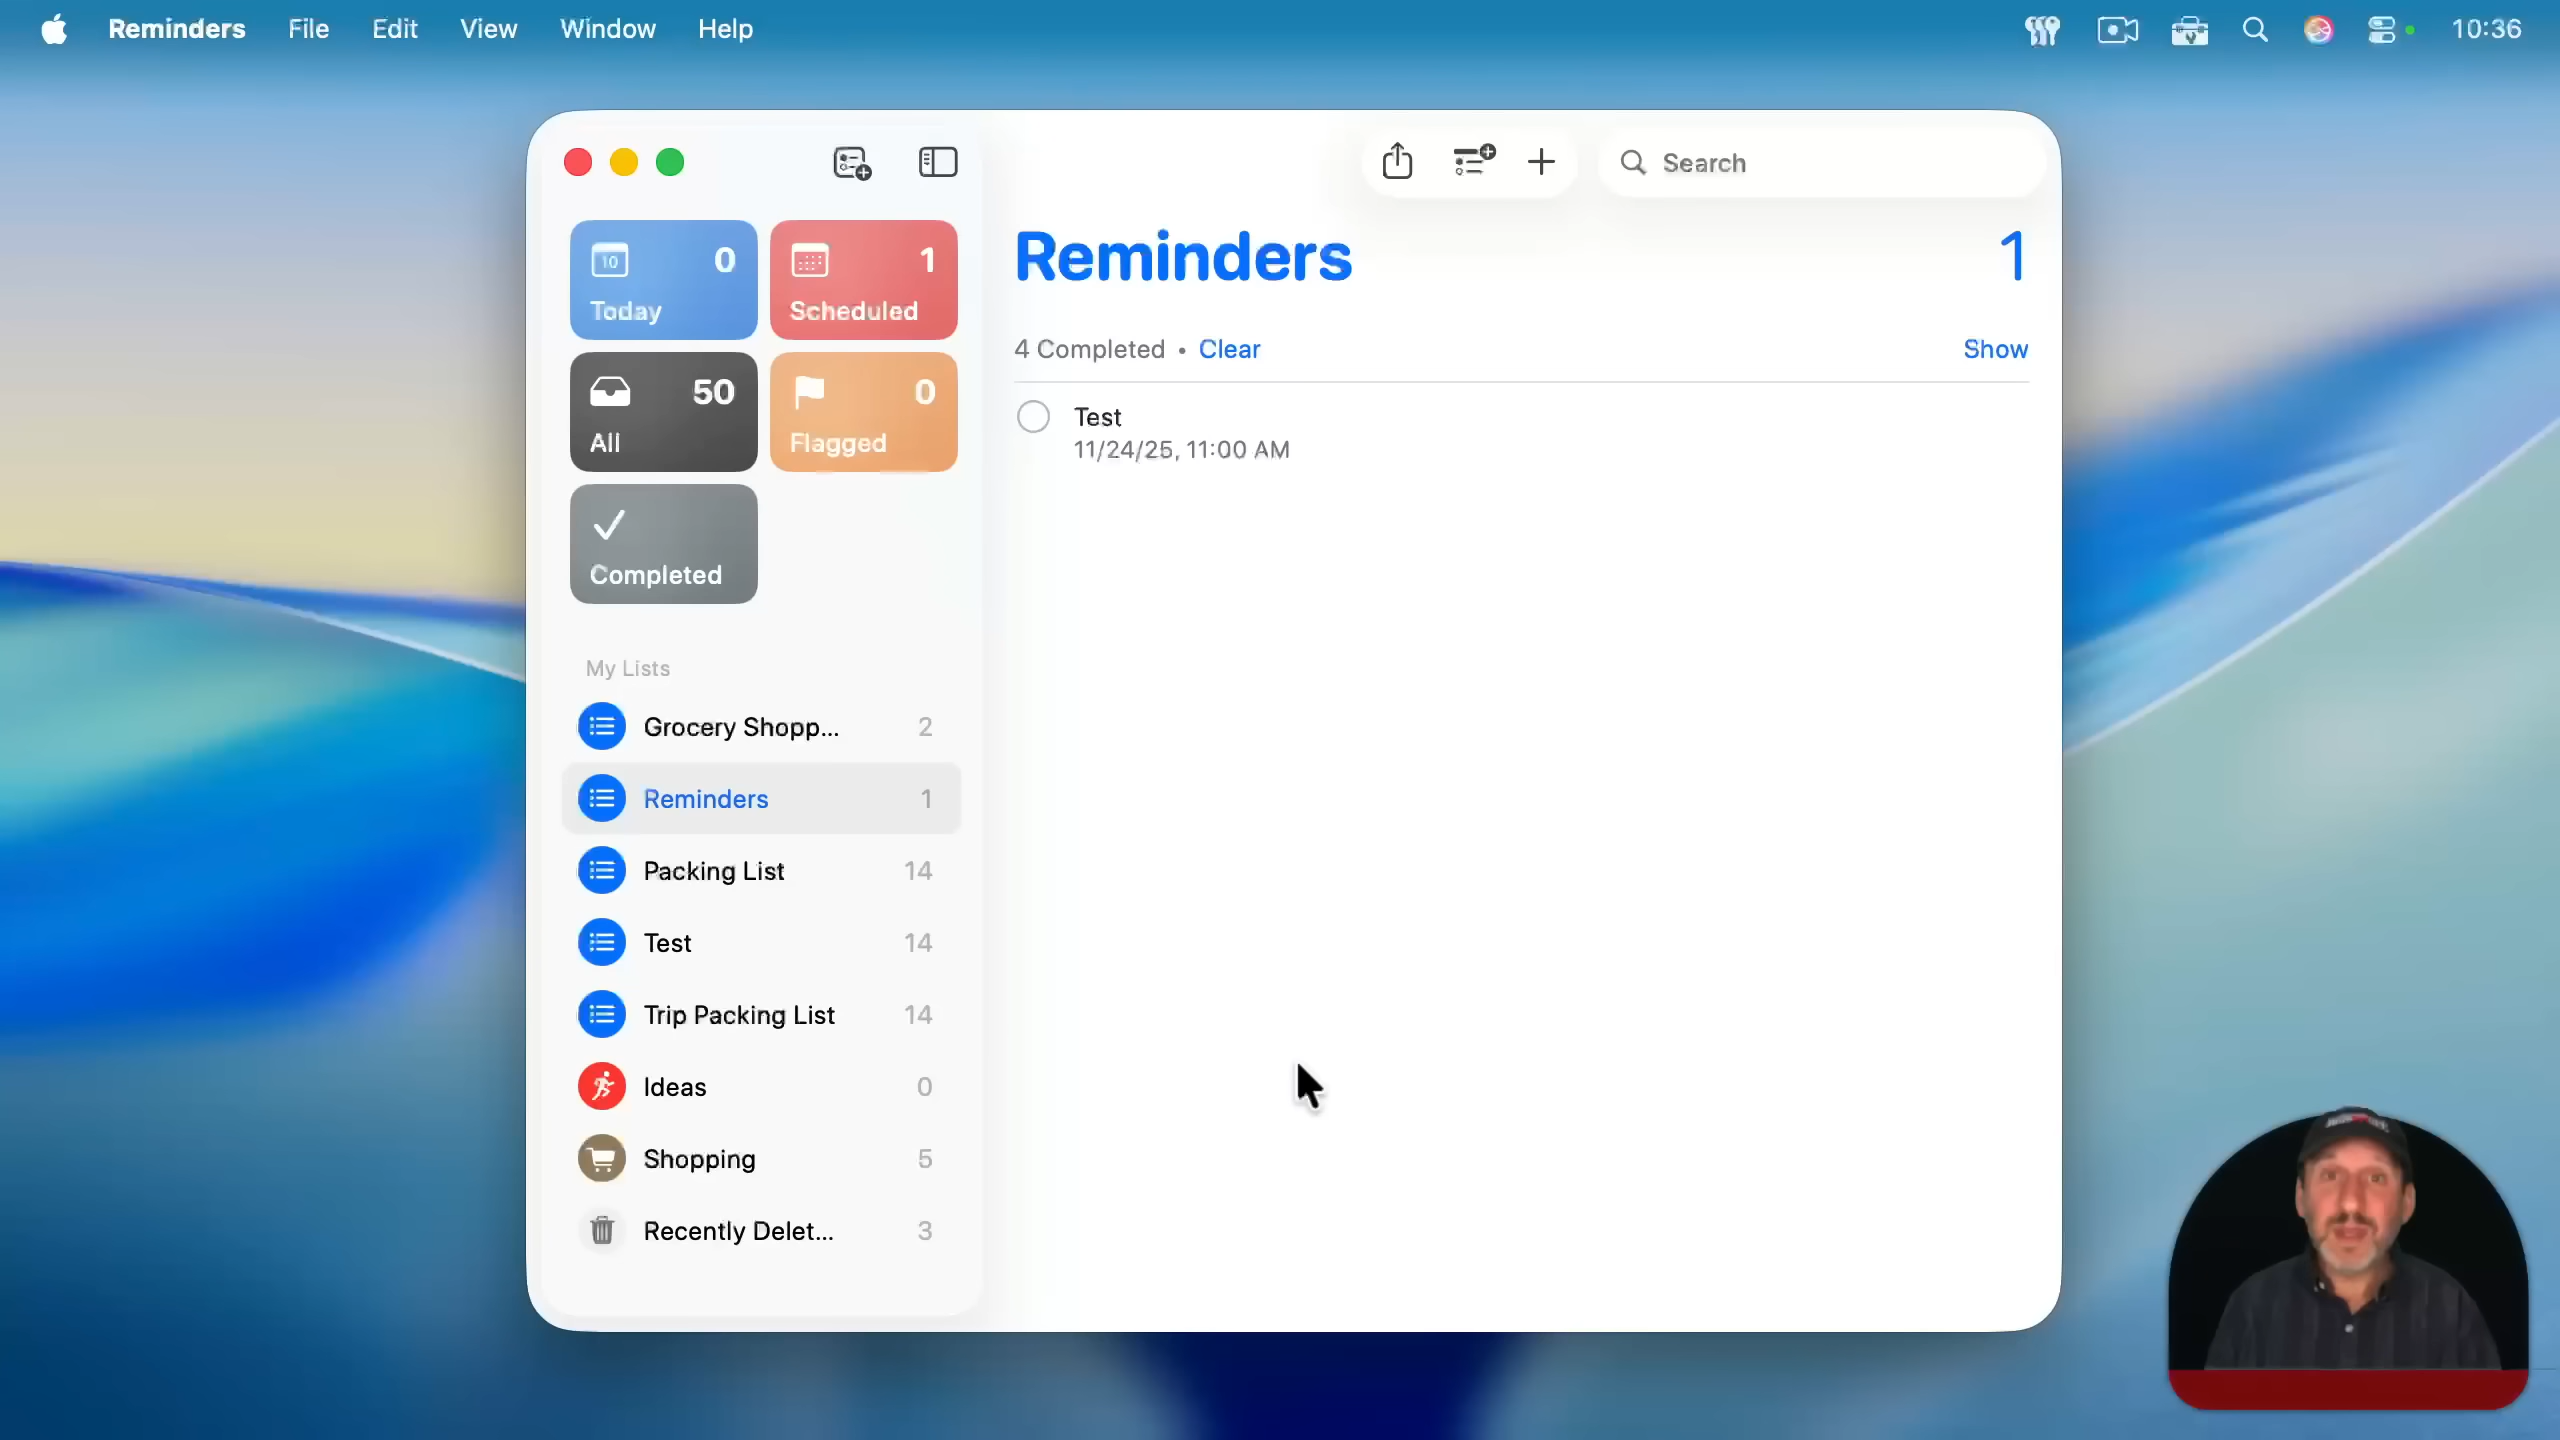 Reminders File Edit View Window Help 10:36
Search
10 0
Today
1
Scheduled
50
All
0
Flagged
Completed
My Lists
Grocery Shopp... 2
Reminders 1
Packing List 14
Test 14
Trip Packing List 14
Ideas 0
Shopping 5
Recently Delet... 3
Reminders 1
4 Completed • Clear Show
Test
11/24/25, 11:00 AM